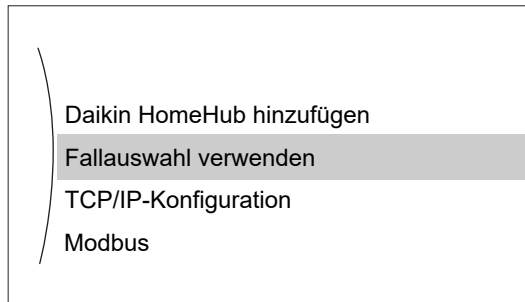 Daikin HomeHub hinzufügen
Fallauswahl verwenden
TCP/IP-Konfiguration
Modbus